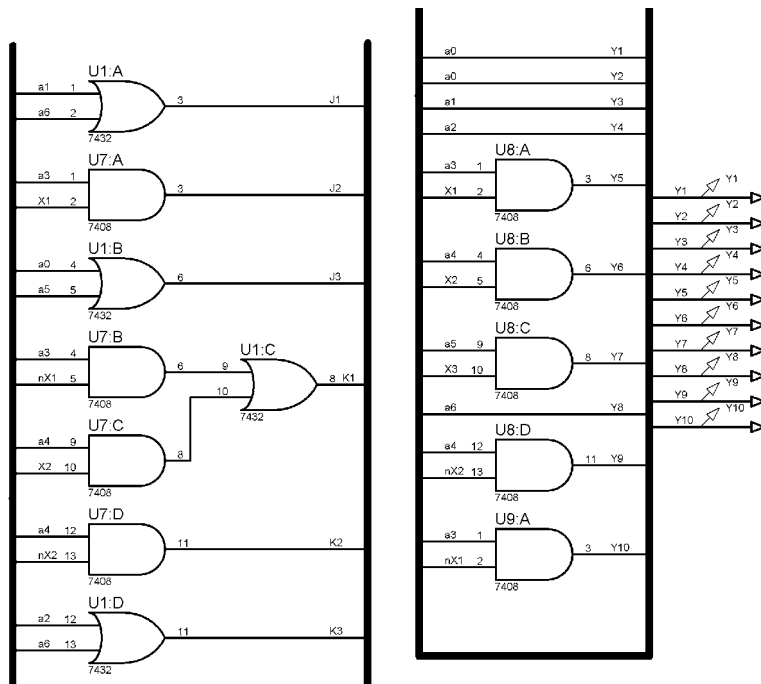 U1:A
a1 1
a6 2
3 J1
7432
U7:A
a3 1
X1 2
3 J2
7408
U1:B
a0 4
a5 5
6 J3
7432
U7:B
a3 4
nX1 5
6
7408
U1:C
9
10
8 K1
7432
U7:C
a4 9
X2 10
8
7408
U7:D
a4 12
nX2 13
11 K2
7408
U1:D
a2 12
a6 13
11 K3
7432
a0 Y1
a0 Y2
a1 Y3
a2 Y4
U8:A
a3 1
X1 2
3 Y5
7408
U8:B
a4 4
X2 5
6 Y6
7408
U8:C
a5 9
X3 10
8 Y7
7408
a6 Y8
U8:D
a4 12
nX2 13
11 Y9
7408
U9:A
a3 1
nX1 2
3 Y10
7408
Y1 Y1
Y2 Y2
Y3 Y3
Y4 Y4
Y5 Y5
Y6 Y6
Y7 Y7
Y8 Y8
Y9 Y9
Y10 Y10